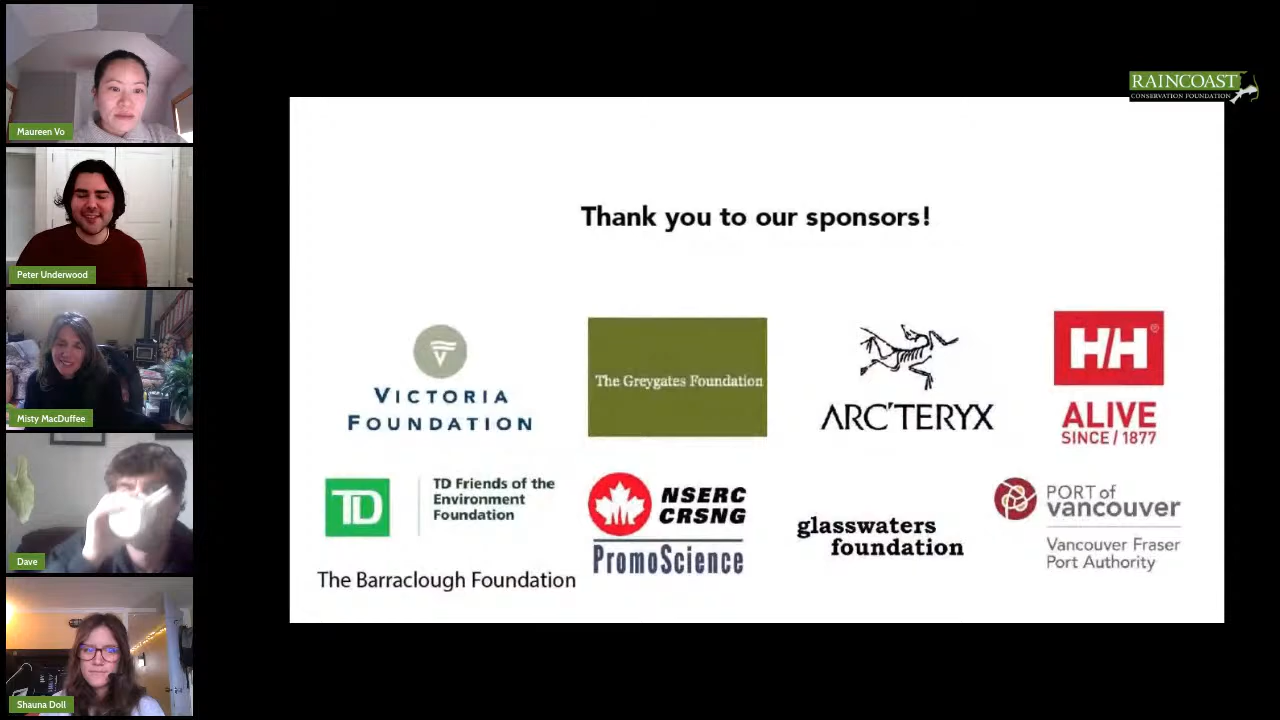 Maureen Vo
Peter Underwood
Misty MacDuffee
Dave
Shauna Doll
RAINCOAST
CONSERVATION FOUNDATION
Thank you to our sponsors!
VICTORIA
FOUNDATION
The Greygates Foundation
ARC'TERYX
HH®
ALIVE
SINCE / 1877
TD
TD Friends of the
Environment
Foundation
The Barraclough Foundation
NSERC
CRSNG
PromoScience
glasswaters
foundation
PORT of
vancouver
Vancouver Fraser
Port Authority